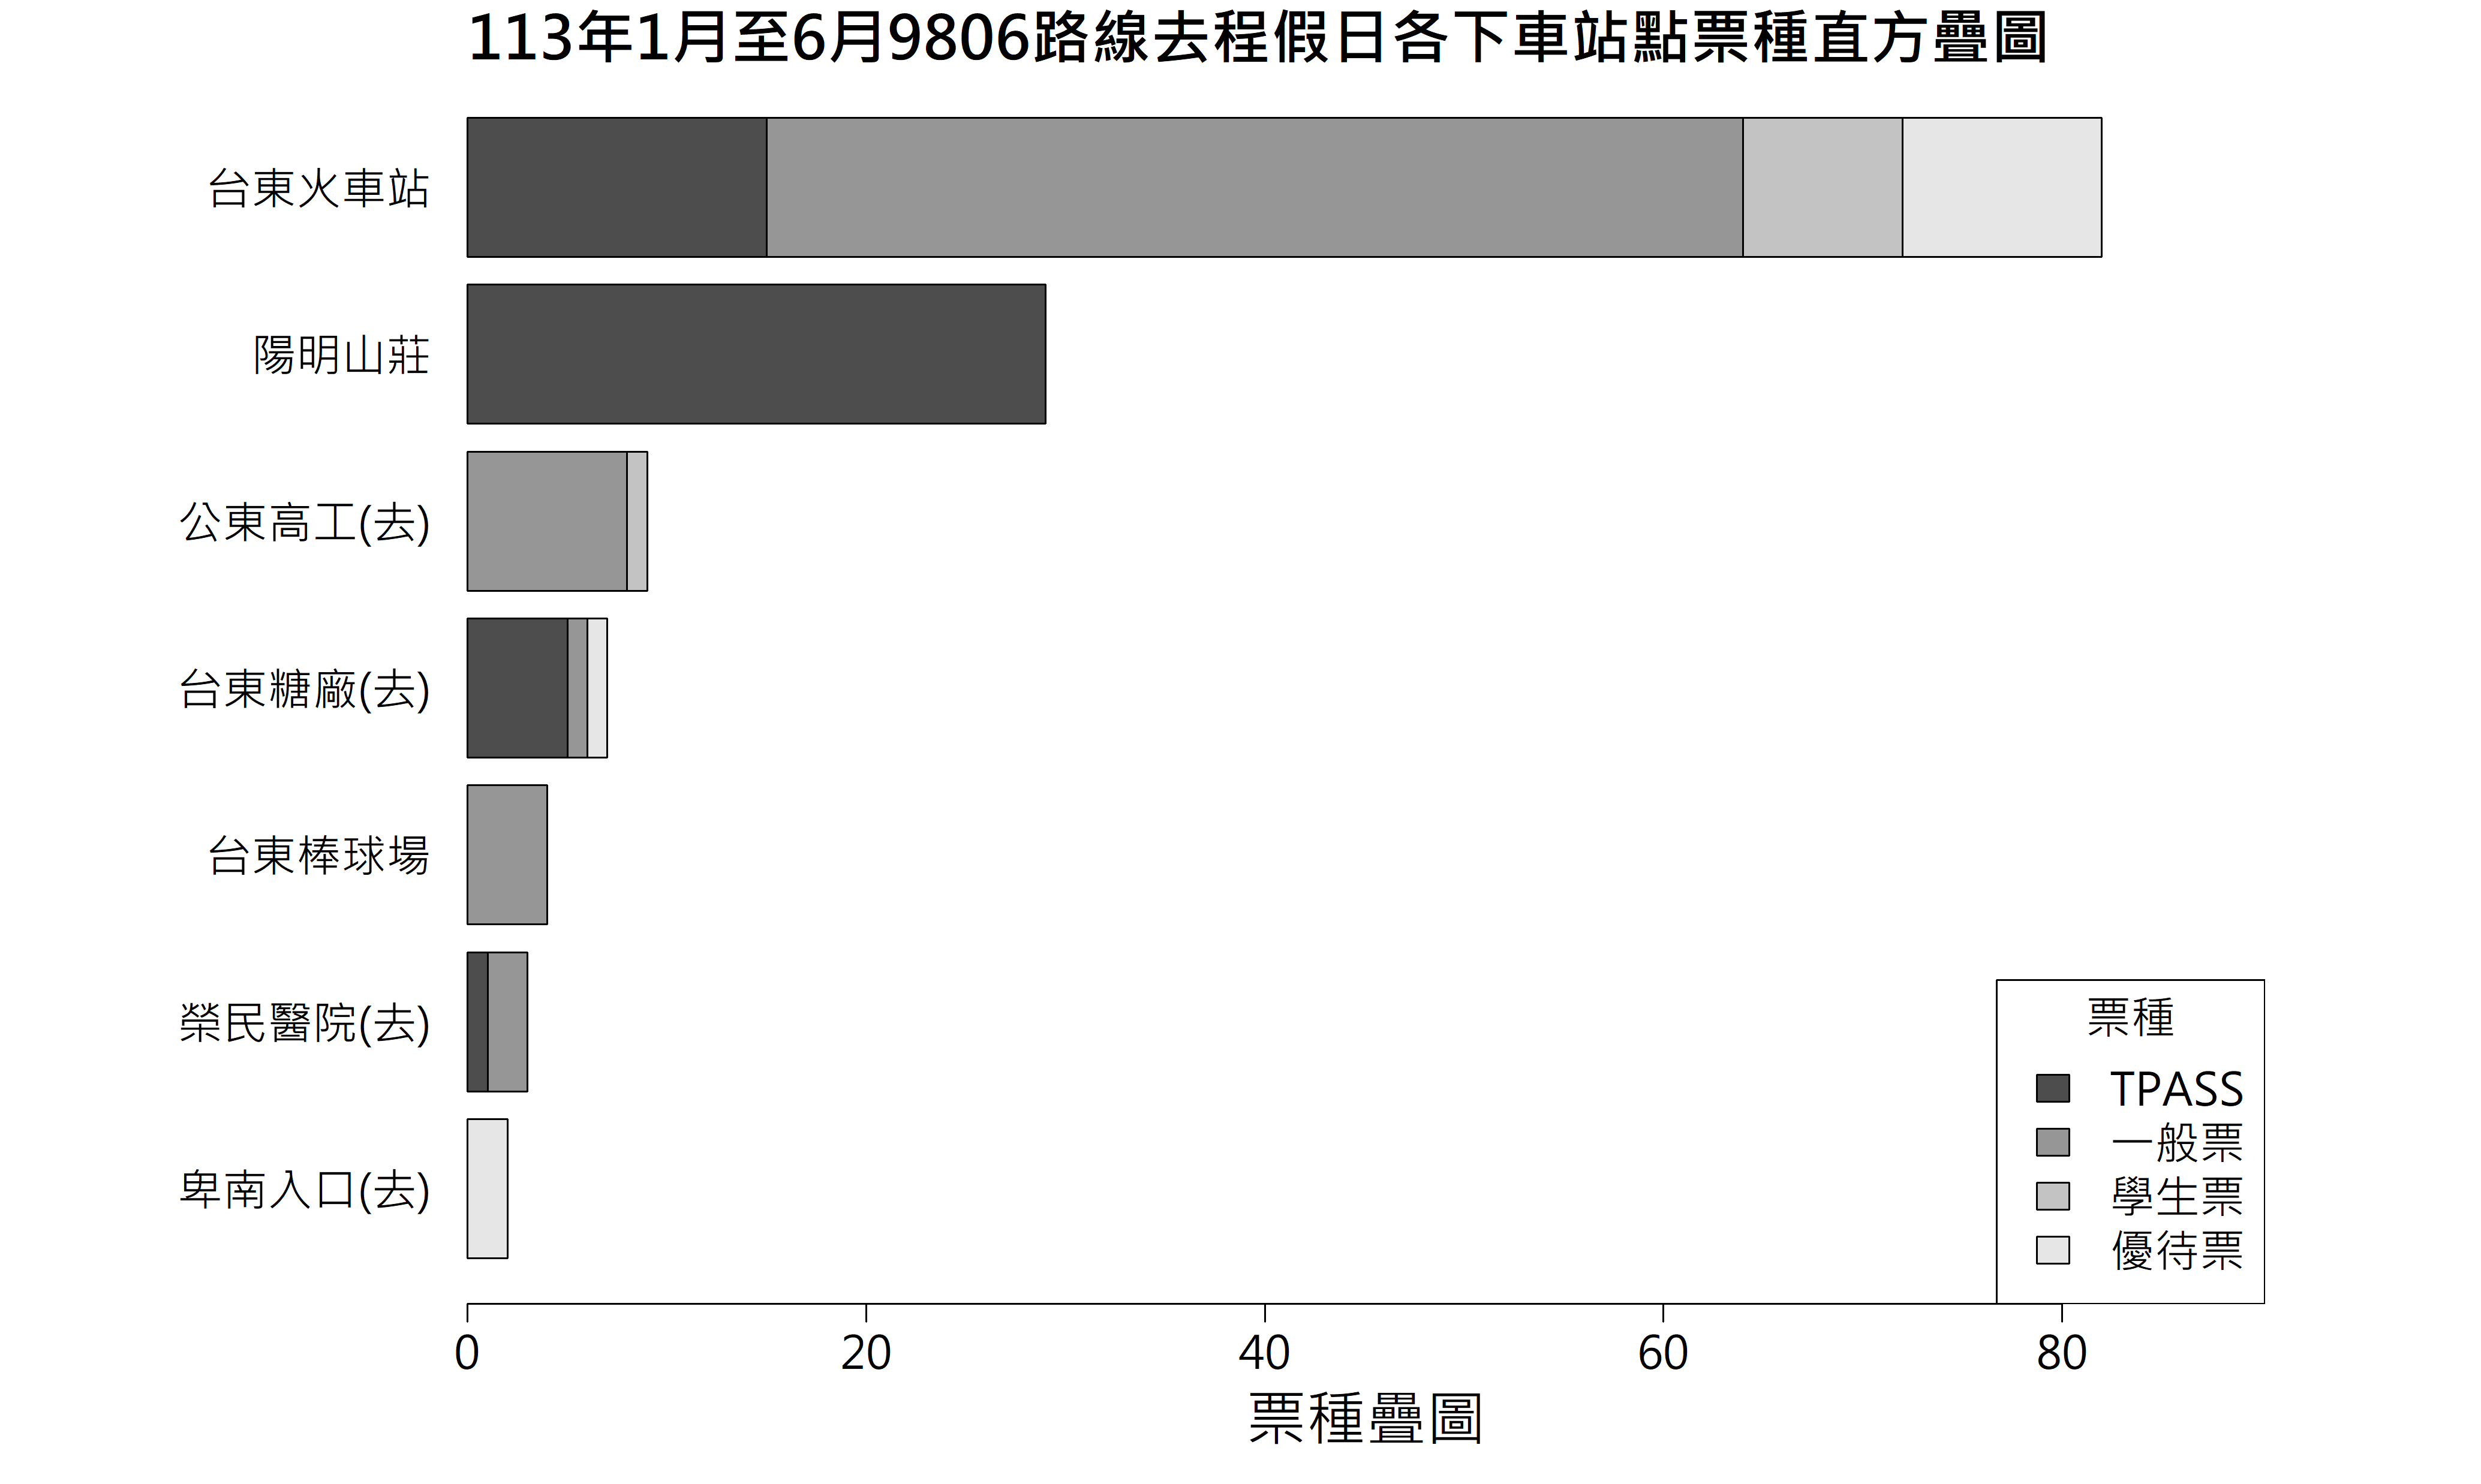 113年1月至6月9806路線去程假日各下車站點票種直方疊圖
台東火車站
陽明山莊
公東高工(去)
台東糖廠(去)
台東棒球場
榮民醫院(去)
卑南入口(去)
票種
TPASS
一般票
學生票
優待票
0 20 40 60 80
票種疊圖